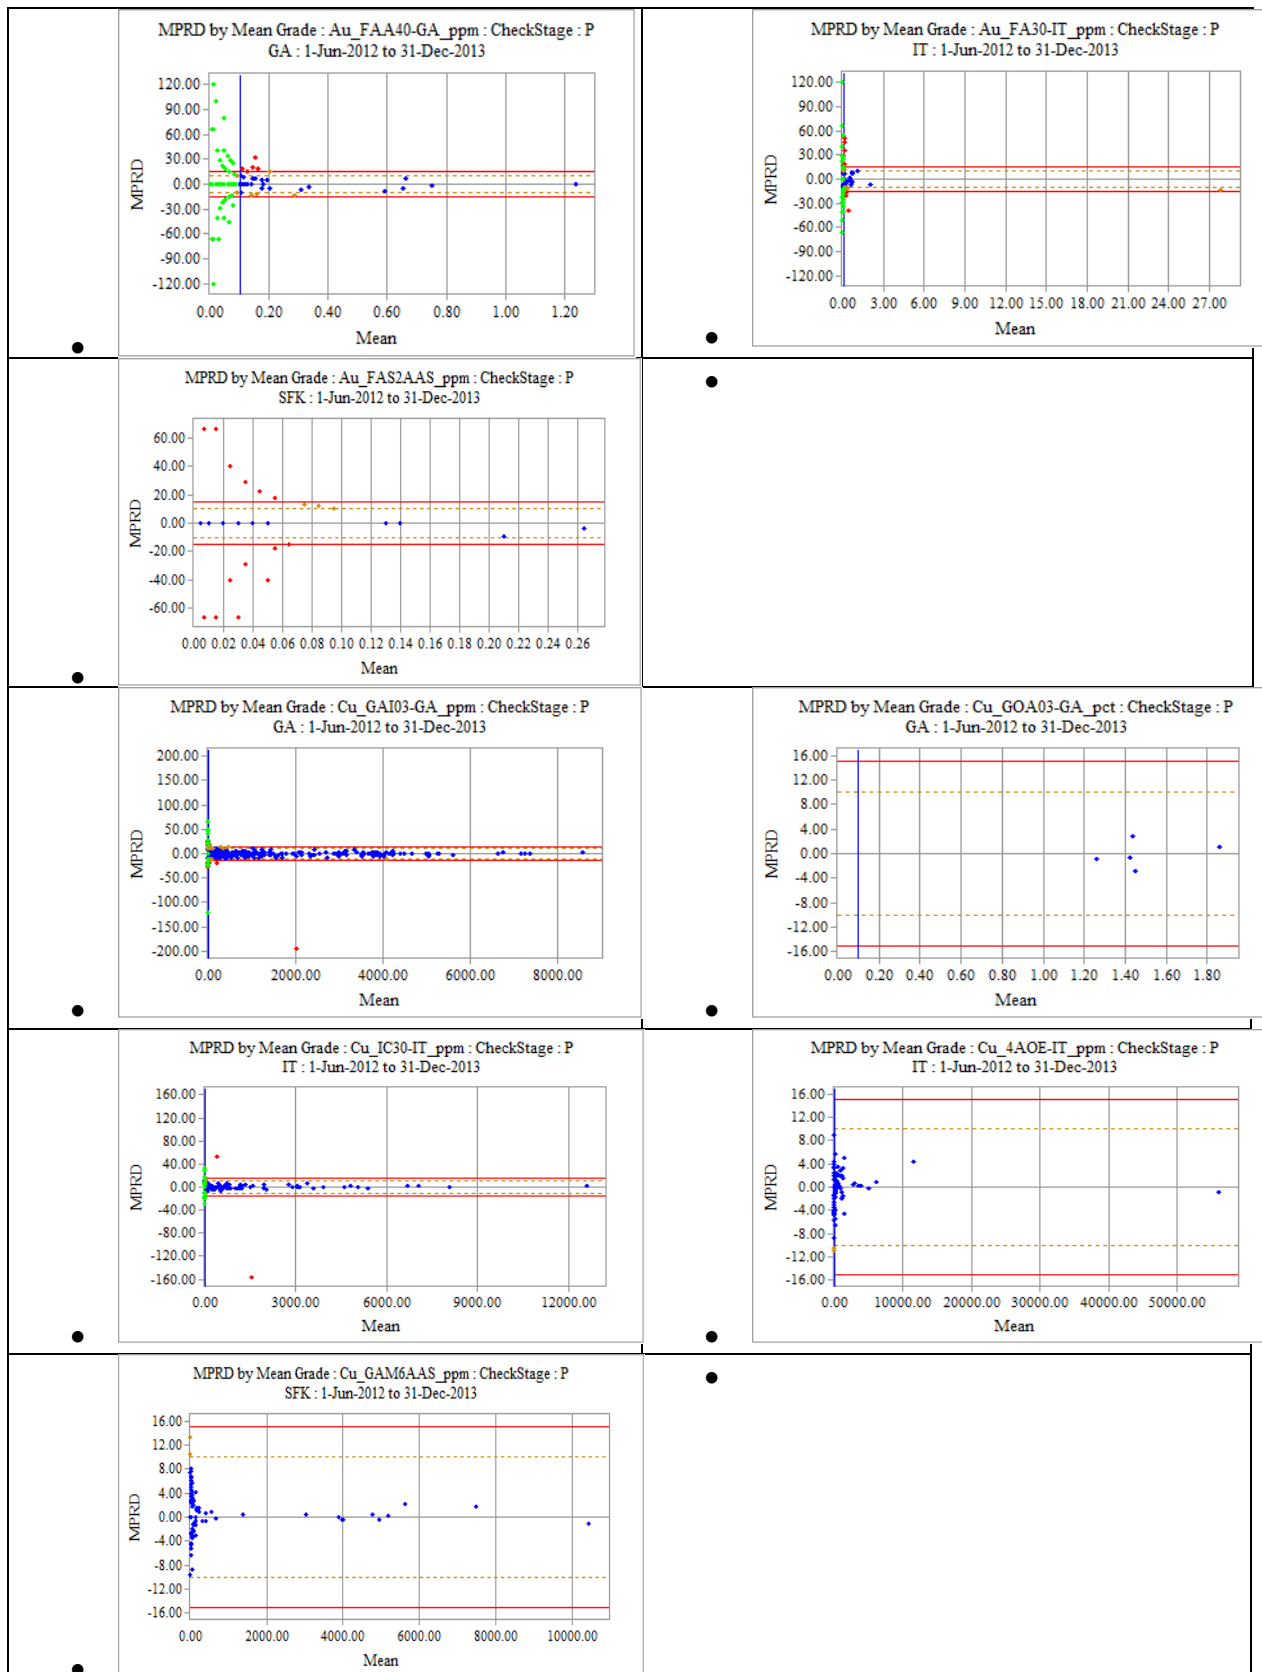 MPRD by Mean Grade : Au_FAA40-GA_ppm : CheckStage : P
GA : 1-Jun-2012 to 31-Dec-2013
120.00
90.00
60.00
30.00
0.00
-30.00
-60.00
-90.00
-120.00
MPRD
0.00 0.20 0.40 0.60 0.80 1.00 1.20
Mean
MPRD by Mean Grade : Au_FA30-IT_ppm : CheckStage : P
IT : 1-Jun-2012 to 31-Dec-2013
120.00
90.00
60.00
30.00
0.00
-30.00
-60.00
-90.00
-120.00
MPRD
0.00 3.00 6.00 9.00 12.00 15.00 18.00 21.00 24.00 27.00
Mean
MPRD by Mean Grade : Au_FAS2AAS_ppm : CheckStage : P
SFK : 1-Jun-2012 to 31-Dec-2013
60.00
40.00
20.00
0.00
-20.00
-40.00
-60.00
MPRD
0.00 0.02 0.04 0.06 0.08 0.10 0.12 0.14 0.16 0.18 0.20 0.22 0.24 0.26
Mean
MPRD by Mean Grade : Cu_GAI03-GA_ppm : CheckStage : P
GA : 1-Jun-2012 to 31-Dec-2013
200.00
150.00
100.00
50.00
0.00
-50.00
-100.00
-150.00
-200.00
MPRD
0.00 2000.00 4000.00 6000.00 8000.00
Mean
MPRD by Mean Grade : Cu_GOA03-GA_pct : CheckStage : P
GA : 1-Jun-2012 to 31-Dec-2013
16.00
12.00
8.00
4.00
0.00
-4.00
-8.00
-12.00
-16.00
MPRD
0.00 0.20 0.40 0.60 0.80 1.00 1.20 1.40 1.60 1.80
Mean
MPRD by Mean Grade : Cu_IC30-IT_ppm : CheckStage : P
IT : 1-Jun-2012 to 31-Dec-2013
160.00
120.00
80.00
40.00
0.00
-40.00
-80.00
-120.00
-160.00
MPRD
0.00 3000.00 6000.00 9000.00 12000.00
Mean
MPRD by Mean Grade : Cu_4AOE-IT_ppm : CheckStage : P
IT : 1-Jun-2012 to 31-Dec-2013
16.00
12.00
8.00
4.00
0.00
-4.00
-8.00
-12.00
-16.00
MPRD
0.00 10000.00 20000.00 30000.00 40000.00 50000.00
Mean
MPRD by Mean Grade : Cu_GAM6AAS_ppm : CheckStage : P
SFK : 1-Jun-2012 to 31-Dec-2013
16.00
12.00
8.00
4.00
0.00
-4.00
-8.00
-12.00
-16.00
MPRD
0.00 2000.00 4000.00 6000.00 8000.00 10000.00
Mean